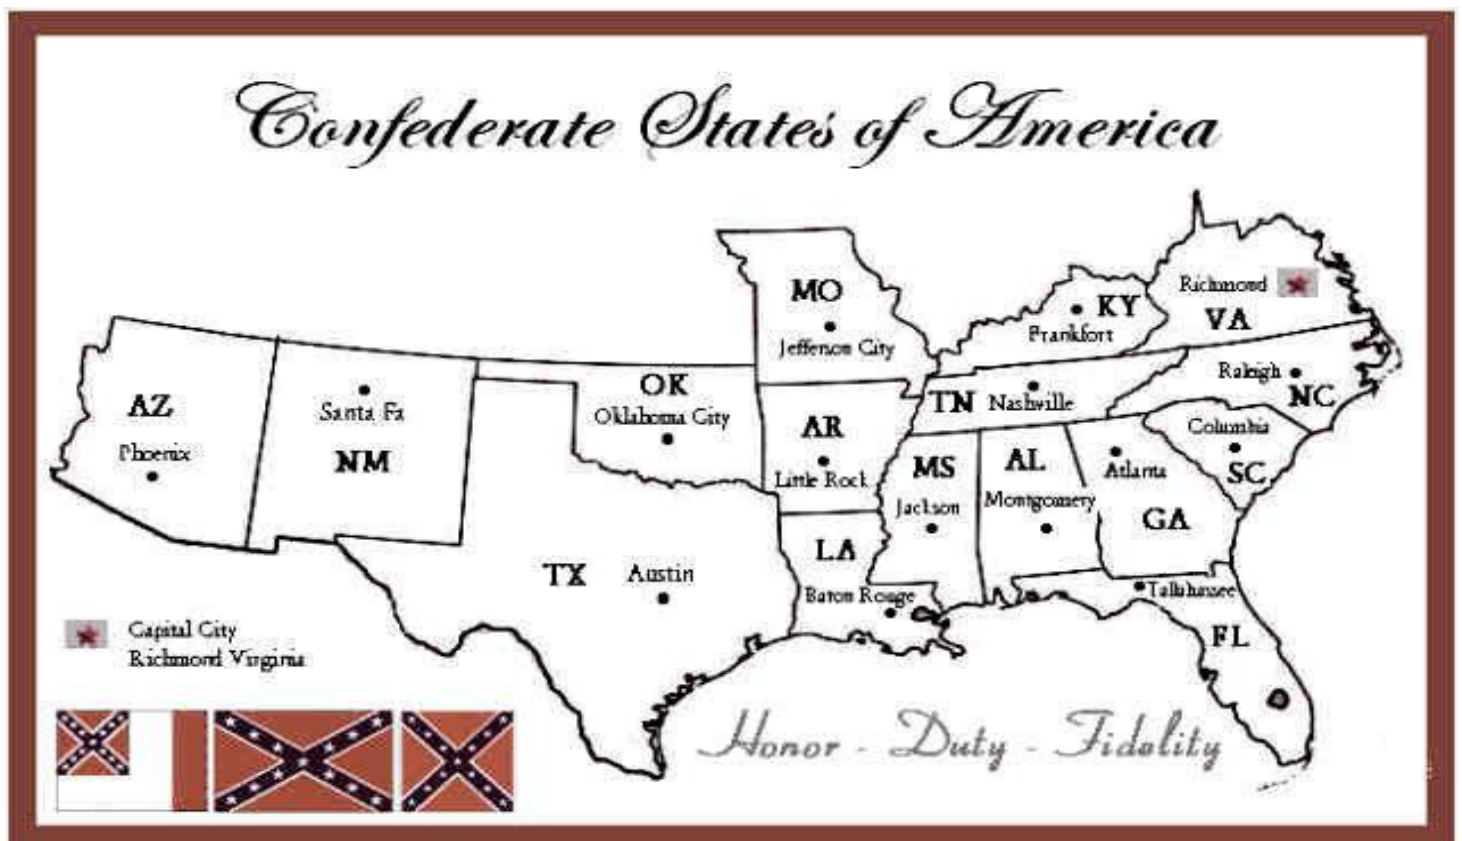 Confederate States of America
MO
Jefferson City
KY
Frankfort
Richmond
VA
AZ
Phoenix
Santa Fa
NM
OK
Oklahoma City
AR
Little Rock
TN Nashville
Raleigh
NC
Columbia
SC
MS
Jackson
AL
Montgomery
Atlanta
GA
TX Austin
LA
Baton Rouge
Tallahassee
FL
Capital City
Richmond Virginia
Honor - Duty - Fidelity